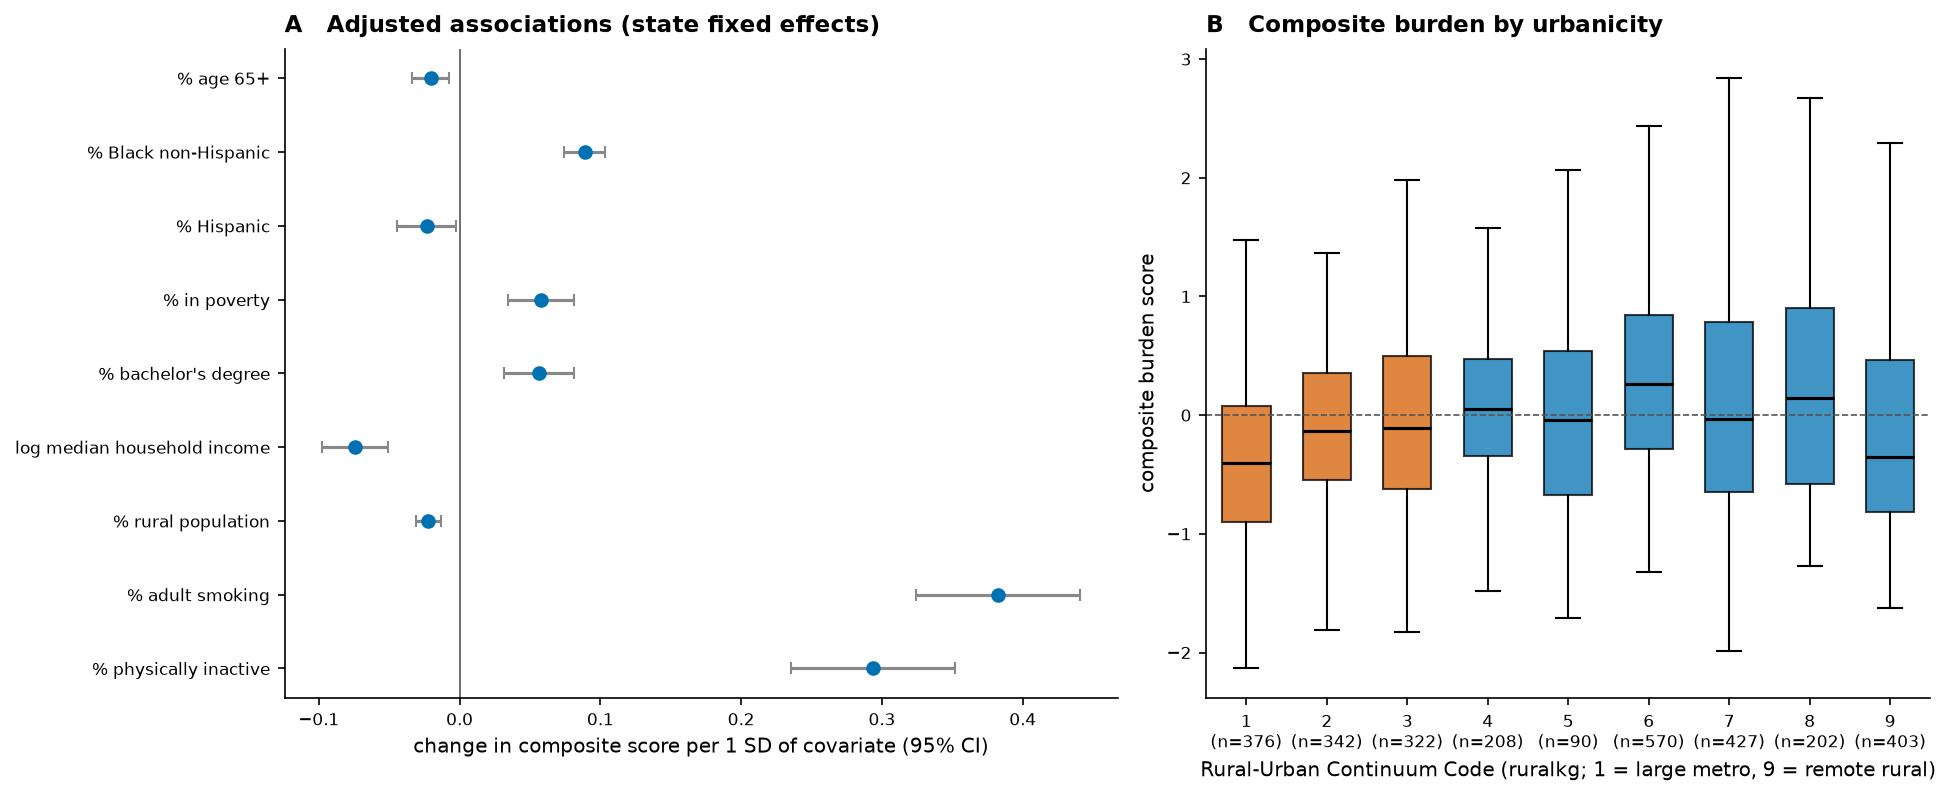 A Adjusted associations (state fixed effects)
% age 65+
% Black non-Hispanic
% Hispanic
% in poverty
% bachelor's degree
log median household income
% rural population
% adult smoking
% physically inactive
−0.1 0.0 0.1 0.2 0.3 0.4
change in composite score per 1 SD of covariate (95% CI)
B Composite burden by urbanicity
composite burden score
3
2
1
0
−1
−2
1 2 3 4 5 6 7 8 9
(n=376) (n=342) (n=322) (n=208) (n=90) (n=570) (n=427) (n=202) (n=403)
Rural-Urban Continuum Code (ruralkg; 1 = large metro, 9 = remote rural)